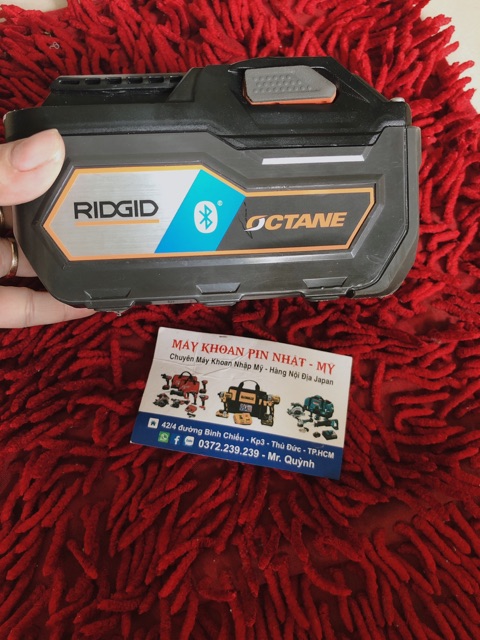 RIDGID
OCTANE
MÁY KHOAN PIN NHẬT - MỸ
Chuyên Máy Khoan Nhập Mỹ - Hàng Nội Địa Japan
42/4 đường Bình Chiểu - Kp3 - Thủ Đức - TP.HCM
0372.239.239 - Mr. Quỳnh